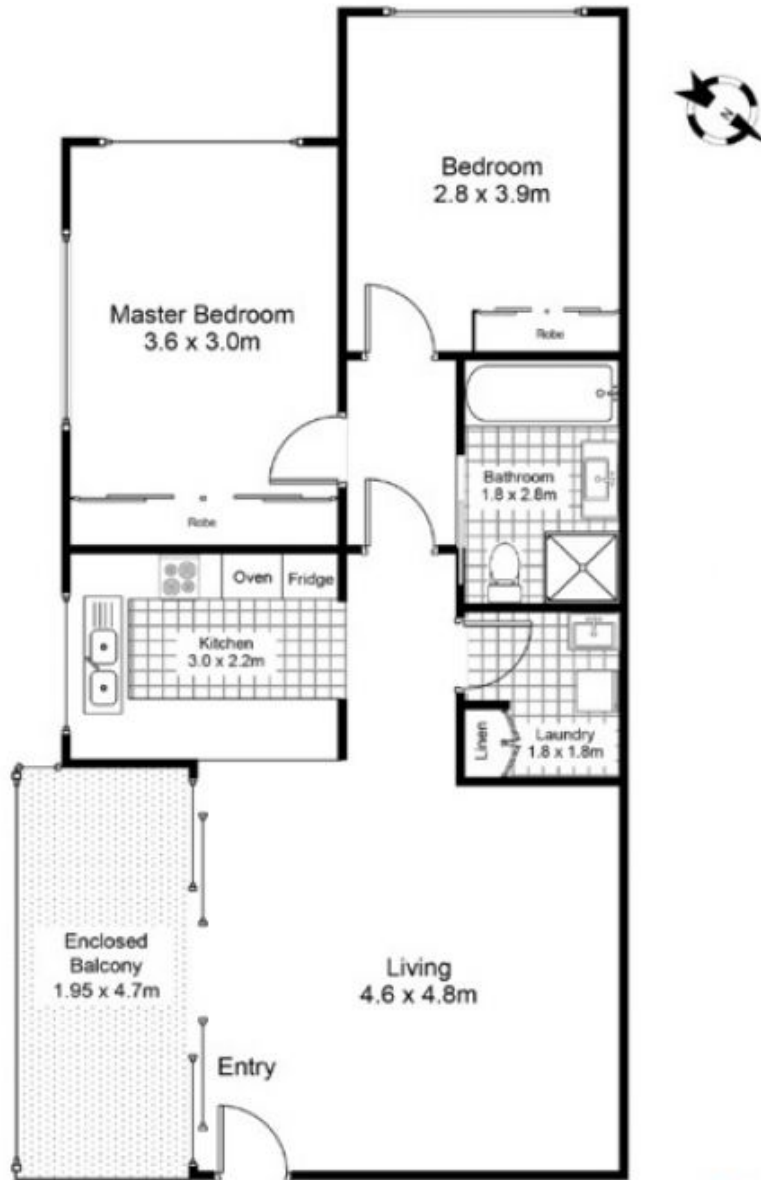 Bedroom
2.8 x 3.9m
N
Master Bedroom
3.6 x 3.0m
Robe
Bathroom
1.8 x 2.8m
Robe
Oven
Fridge
Kitchen
3.0 x 2.2m
Linen
Laundry
1.8 x 1.8m
Enclosed
Balcony
1.95 x 4.7m
Living
4.6 x 4.8m
Entry